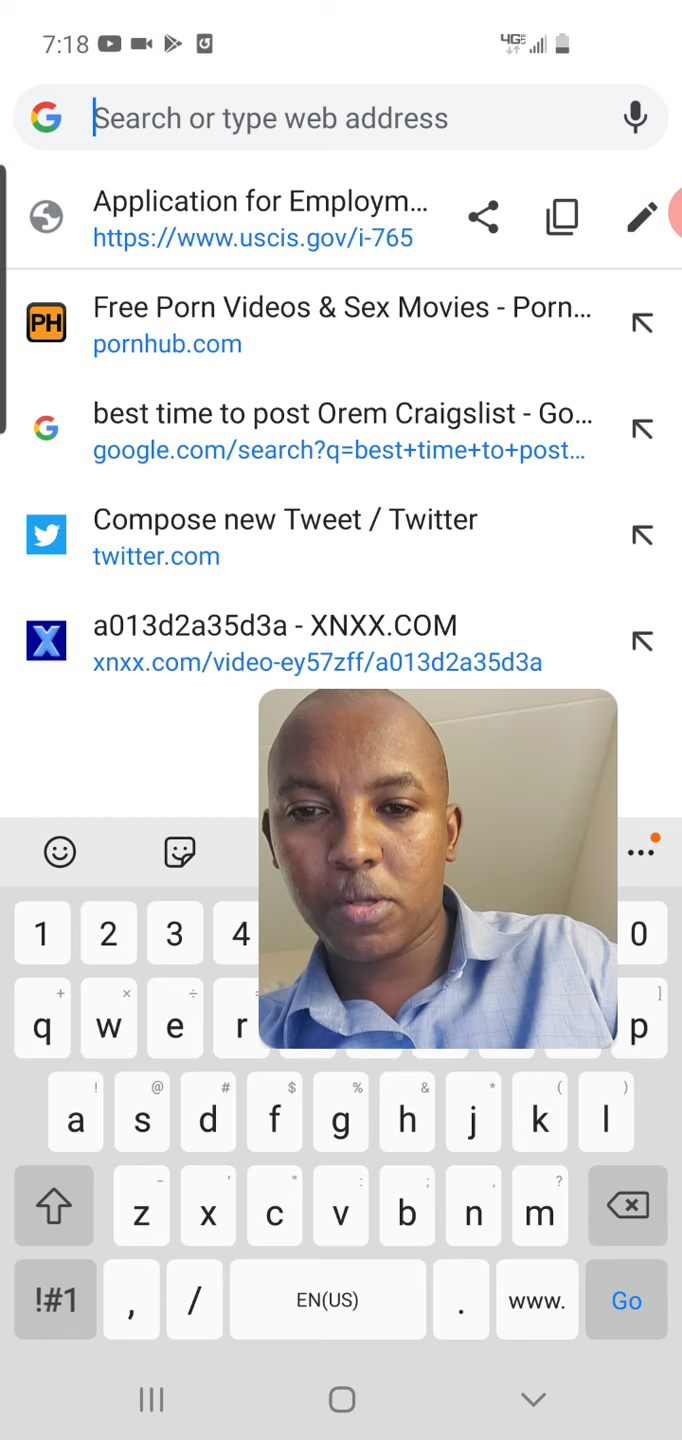 7:18
4GE
Search or type web address
Application for Employm...
https://www.uscis.gov/i-765
PH
Free Porn Videos & Sex Movies - Porn...
pornhub.com
G
best time to post Orem Craigslist - Go...
google.com/search?q=best+time+to+post...
Compose new Tweet / Twitter
twitter.com
X
a013d2a35d3a - XNXX.COM
xnxx.com/video-ey57zff/a013d2a35d3a
1 2 3 4 0
+ × ÷ ]
q w e r p
! @ # $ % & * ( )
a s d f g h j k l
- ' " : ; , ?
z x c v b n m
!#1 , / EN(US) . www. Go